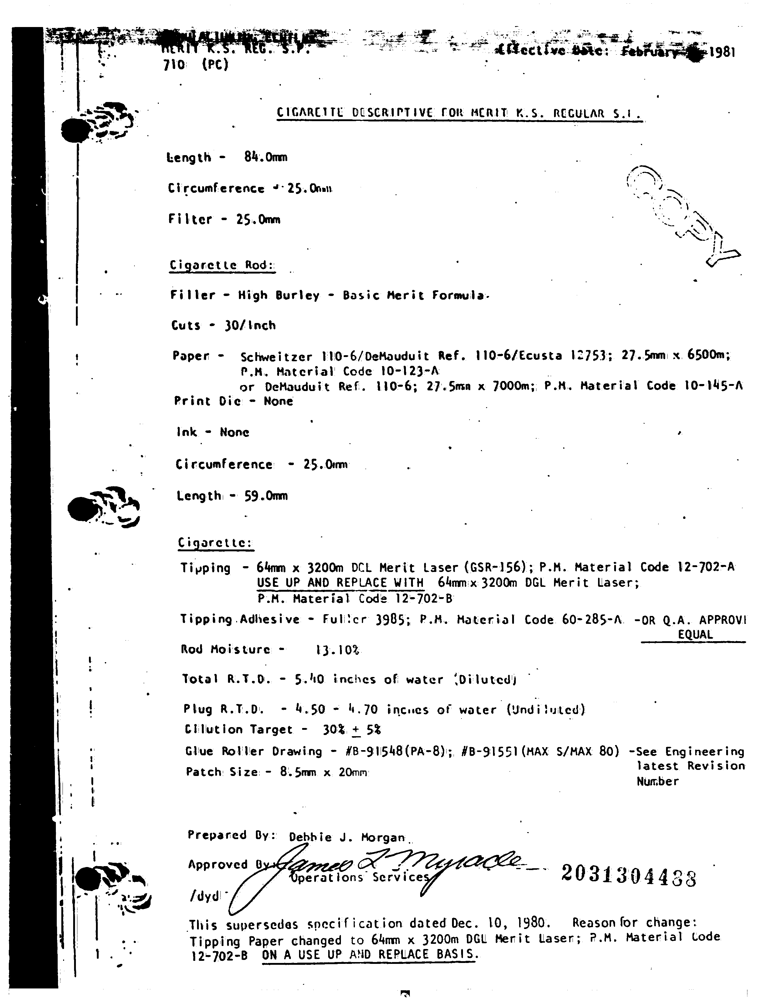 MERIT K.S. REG. S.P.
Effective Date: February 1981
710 (PC)
CIGARETTE DESCRIPTIVE FOR MERIT K.S. REGULAR S.P.
COPY
Length - 84.0mm
Circumference - 25.0mm
Filter - 25.0mm
Cigarette Rod:
Filler - High Burley - Basic Merit Formula
Cuts - 30/Inch
Paper - Schweitzer 110-6/DeMauduit Ref. 110-6/Ecusta 12753; 27.5mm x 6500m;
P.M. Material Code 10-123-A
or DeMauduit Ref. 110-6; 27.5mm x 7000m; P.M. Material Code 10-145-A
Print Die - None
Ink - None
Circumference - 25.0mm
Length - 59.0mm
Cigarette:
Tipping - 64mm x 3200m DCL Merit Laser (GSR-156); P.M. Material Code 12-702-A
USE UP AND REPLACE WITH 64mm x 3200m DGL Merit Laser;
P.M. Material Code 12-702-B
Tipping Adhesive - Fuller 3985; P.M. Material Code 60-285-A -OR Q.A. APPROVI
EQUAL
Rod Moisture - 13.10%
Total R.T.D. - 5.40 inches of water (Diluted)
Plug R.T.D. - 4.50 - 4.70 inches of water (Undiluted)
Dilution Target - 30% ± 5%
Glue Roller Drawing - #B-91548(PA-8); #B-91551(MAX S/MAX 80) -See Engineering
latest Revision
Number
Patch Size - 8.5mm x 20mm
Prepared By: Debbie J. Morgan
Approved By James L Myracle
Operations Services
2031304438
/dyd
This supersedes specification dated Dec. 10, 1980. Reason for change:
Tipping Paper changed to 64mm x 3200m DGL Merit Laser; P.M. Material Code
12-702-B ON A USE UP AND REPLACE BASIS.